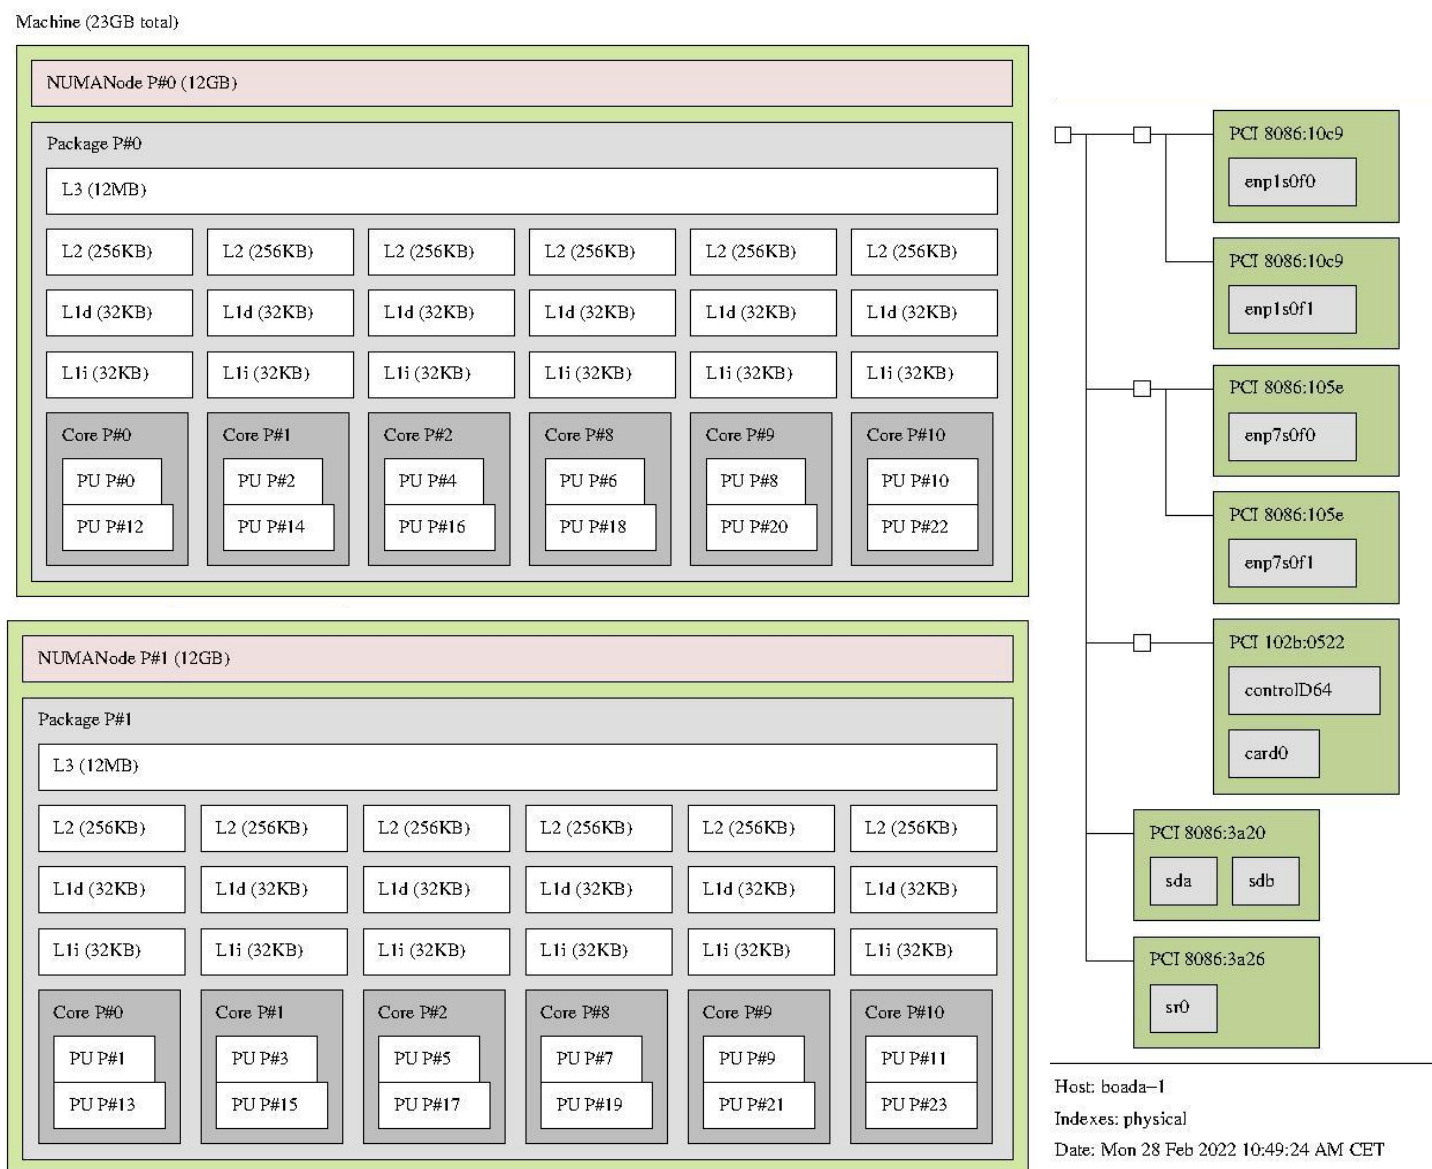 Machine (23GB total)
NUMANode P#0 (12GB)
Package P#0
L3 (12MB)
L2 (256KB) L2 (256KB) L2 (256KB) L2 (256KB) L2 (256KB) L2 (256KB)
L1d (32KB) L1d (32KB) L1d (32KB) L1d (32KB) L1d (32KB) L1d (32KB)
L1i (32KB) L1i (32KB) L1i (32KB) L1i (32KB) L1i (32KB) L1i (32KB)
Core P#0 Core P#1 Core P#2 Core P#8 Core P#9 Core P#10
PU P#0 PU P#2 PU P#4 PU P#6 PU P#8 PU P#10
PU P#12 PU P#14 PU P#16 PU P#18 PU P#20 PU P#22
NUMANode P#1 (12GB)
Package P#1
L3 (12MB)
L2 (256KB) L2 (256KB) L2 (256KB) L2 (256KB) L2 (256KB) L2 (256KB)
L1d (32KB) L1d (32KB) L1d (32KB) L1d (32KB) L1d (32KB) L1d (32KB)
L1i (32KB) L1i (32KB) L1i (32KB) L1i (32KB) L1i (32KB) L1i (32KB)
Core P#0 Core P#1 Core P#2 Core P#8 Core P#9 Core P#10
PU P#1 PU P#3 PU P#5 PU P#7 PU P#9 PU P#11
PU P#13 PU P#15 PU P#17 PU P#19 PU P#21 PU P#23
PCI 8086:10c9
enp1s0f0
PCI 8086:10c9
enp1s0f1
PCI 8086:105e
enp7s0f0
PCI 8086:105e
enp7s0f1
PCI 102b:0522
controlD64
card0
PCI 8086:3a20
sda sdb
PCI 8086:3a26
sr0
Host: boada−1
Indexes: physical
Date: Mon 28 Feb 2022 10:49:24 AM CET